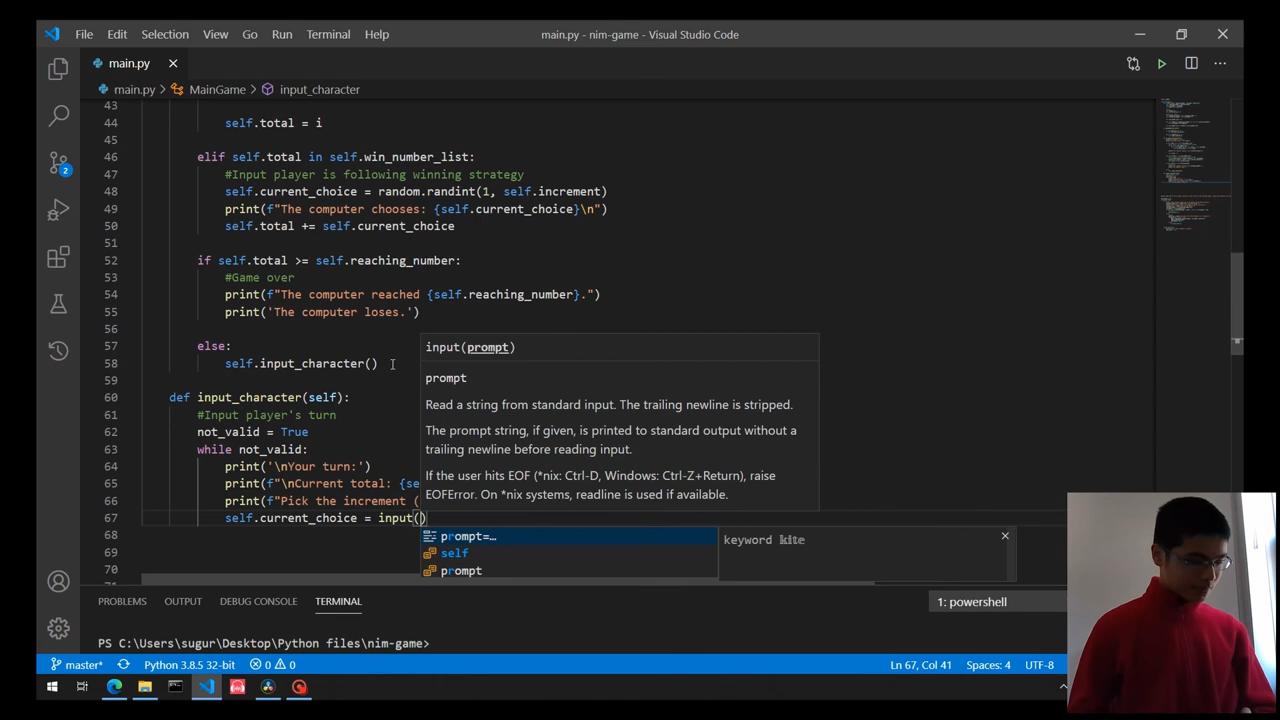 File Edit Selection View Go Run Terminal Help
main.py - nim-game - Visual Studio Code
main.py
main.py > MainGame > input_character
43
44 self.total = i
45
46 elif self.total in self.win_number_list:
47 #Input player is following winning strategy
48 self.current_choice = random.randint(1, self.increment)
49 print(f"The computer chooses: {self.current_choice}\n")
50 self.total += self.current_choice
51
52 if self.total >= self.reaching_number:
53 #Game over
54 print(f"The computer reached {self.reaching_number}.")
55 print('The computer loses.')
56
57 else:
58 self.input_character()
59
60 def input_character(self):
61 #Input player's turn
62 not_valid = True
63 while not_valid:
64 print('\nYour turn:')
65 print(f"\nCurrent total: {se
66 print(f"Pick the increment (
67 self.current_choice = input()
68
69
70
input(prompt)
prompt
Read a string from standard input. The trailing newline is stripped.
The prompt string, if given, is printed to standard output without a
trailing newline before reading input.
If the user hits EOF (*nix: Ctrl-D, Windows: Ctrl-Z+Return), raise
EOFError. On *nix systems, readline is used if available.
prompt=…
self
prompt
keyword kite
2
PROBLEMS OUTPUT DEBUG CONSOLE TERMINAL
1: powershell
PS C:\Users\sugur\Desktop\Python files\nim-game>
master* Python 3.8.5 32-bit 0 0
Ln 67, Col 41 Spaces: 4 UTF-8